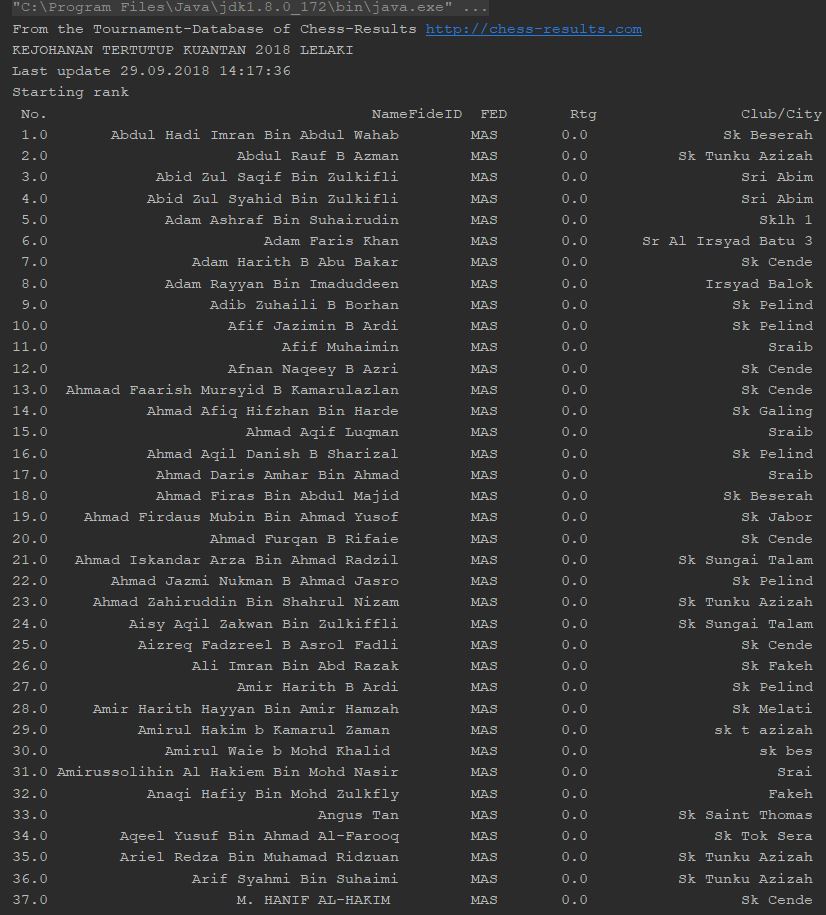 "C:\Program Files\Java\jdk1.8.0_172\bin\java.exe" ...
From the Tournament-Database of Chess-Results http://chess-results.com
KEJOHANAN TERTUTUP KUANTAN 2018 LELAKI
Last update 29.09.2018 14:17:36
Starting rank
No. NameFideID FED Rtg Club/City
1.0 Abdul Hadi Imran Bin Abdul Wahab MAS 0.0 Sk Beserah
2.0 Abdul Rauf B Azman MAS 0.0 Sk Tunku Azizah
3.0 Abid Zul Saqif Bin Zulkifli MAS 0.0 Sri Abim
4.0 Abid Zul Syahid Bin Zulkifli MAS 0.0 Sri Abim
5.0 Adam Ashraf Bin Suhairudin MAS 0.0 Sklh 1
6.0 Adam Faris Khan MAS 0.0 Sr Al Irsyad Batu 3
7.0 Adam Harith B Abu Bakar MAS 0.0 Sk Cende
8.0 Adam Rayyan Bin Imaduddeen MAS 0.0 Irsyad Balok
9.0 Adib Zuhaili B Borhan MAS 0.0 Sk Pelind
10.0 Afif Jazimin B Ardi MAS 0.0 Sk Pelind
11.0 Afif Muhaimin MAS 0.0 Sraib
12.0 Afnan Naqeey B Azri MAS 0.0 Sk Cende
13.0 Ahmaad Faarish Mursyid B Kamarulazlan MAS 0.0 Sk Cende
14.0 Ahmad Afiq Hifzhan Bin Harde MAS 0.0 Sk Galing
15.0 Ahmad Aqif Luqman MAS 0.0 Sraib
16.0 Ahmad Aqil Danish B Sharizal MAS 0.0 Sk Pelind
17.0 Ahmad Daris Amhar Bin Ahmad MAS 0.0 Sraib
18.0 Ahmad Firas Bin Abdul Majid MAS 0.0 Sk Beserah
19.0 Ahmad Firdaus Mubin Bin Ahmad Yusof MAS 0.0 Sk Jabor
20.0 Ahmad Furqan B Rifaie MAS 0.0 Sk Cende
21.0 Ahmad Iskandar Arza Bin Ahmad Radzil MAS 0.0 Sk Sungai Talam
22.0 Ahmad Jazmi Nukman B Ahmad Jasro MAS 0.0 Sk Pelind
23.0 Ahmad Zahiruddin Bin Shahrul Nizam MAS 0.0 Sk Tunku Azizah
24.0 Aisy Aqil Zakwan Bin Zulkiffli MAS 0.0 Sk Sungai Talam
25.0 Aizreq Fadzreel B Asrol Fadli MAS 0.0 Sk Cende
26.0 Ali Imran Bin Abd Razak MAS 0.0 Sk Fakeh
27.0 Amir Harith B Ardi MAS 0.0 Sk Pelind
28.0 Amir Harith Hayyan Bin Amir Hamzah MAS 0.0 Sk Melati
29.0 Amirul Hakim b Kamarul Zaman MAS 0.0 sk t azizah
30.0 Amirul Waie b Mohd Khalid MAS 0.0 sk bes
31.0 Amirussolihin Al Hakiem Bin Mohd Nasir MAS 0.0 Srai
32.0 Anaqi Hafiy Bin Mohd Zulkfly MAS 0.0 Fakeh
33.0 Angus Tan MAS 0.0 Sk Saint Thomas
34.0 Aqeel Yusuf Bin Ahmad Al-Farooq MAS 0.0 Sk Tok Sera
35.0 Ariel Redza Bin Muhamad Ridzuan MAS 0.0 Sk Tunku Azizah
36.0 Arif Syahmi Bin Suhaimi MAS 0.0 Sk Tunku Azizah
37.0 M. HANIF AL-HAKIM MAS 0.0 Sk Cende